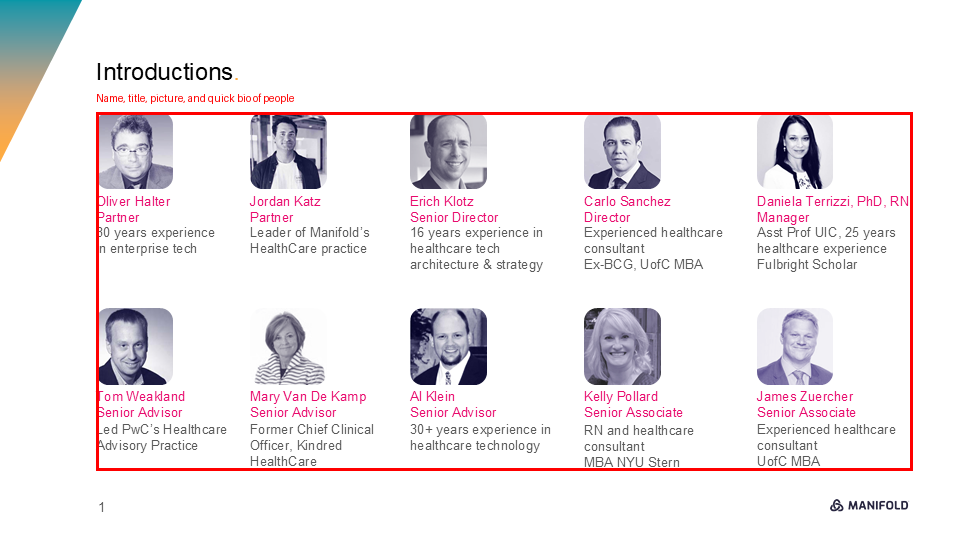 Introductions.
Name, title, picture, and quick bio of people
Oliver Halter
Partner
30 years experience
in enterprise tech
Jordan Katz
Partner
Leader of Manifold's
HealthCare practice
Erich Klotz
Senior Director
16 years experience in
healthcare tech
architecture & strategy
Carlo Sanchez
Director
Experienced healthcare
consultant
Ex-BCG, UofC MBA
Daniela Terrizzi, PhD, RN
Manager
Asst Prof UIC, 25 years
healthcare experience
Fulbright Scholar
Tom Weakland
Senior Advisor
Led PwC's Healthcare
Advisory Practice
Mary Van De Kamp
Senior Advisor
Former Chief Clinical
Officer, Kindred
HealthCare
Al Klein
Senior Advisor
30+ years experience in
healthcare technology
Kelly Pollard
Senior Associate
RN and healthcare
consultant
MBA NYU Stern
James Zuercher
Senior Associate
Experienced healthcare
consultant
UofC MBA
1
MANIFOLD